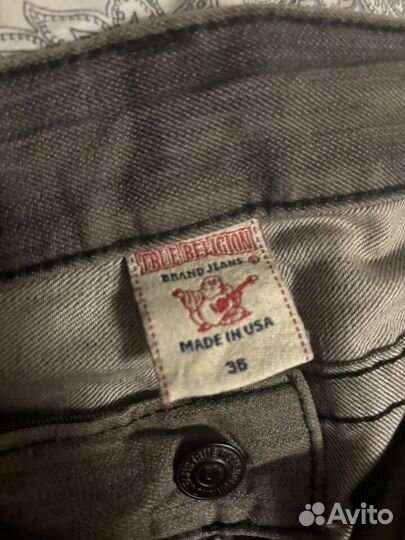 TRUE RELIGION
BRAND JEANS
MADE IN USA
36
Avito